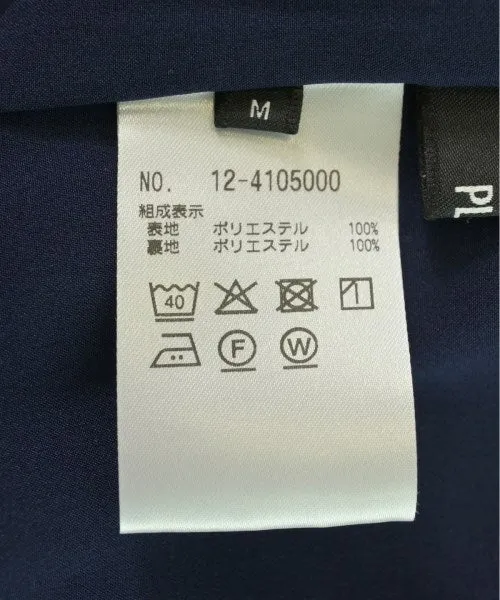 M
NO. 12-4105000
組成表示
表地 ポリエステル 100%
裏地 ポリエステル 100%
40
F W
PL